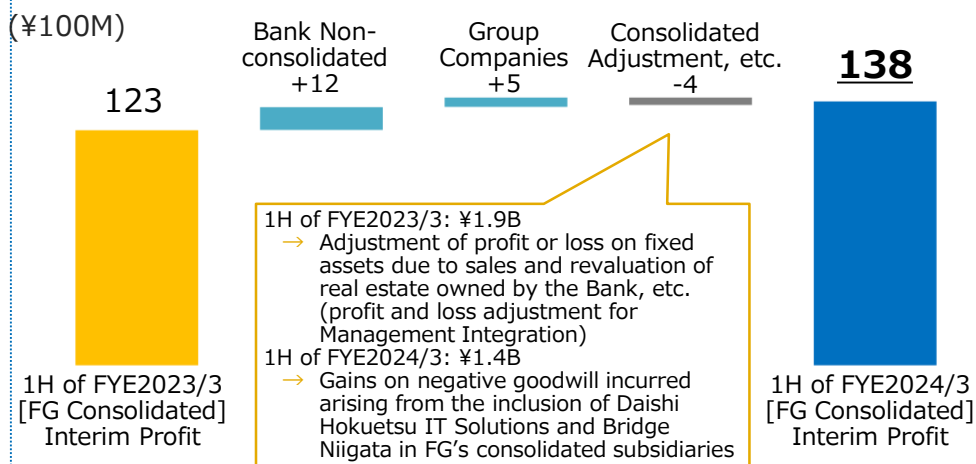 (¥100M)
123
Bank Non-
consolidated
+12
Group
Companies
+5
Consolidated
Adjustment, etc.
-4
138
1H of FYE2023/3: ¥1.9B
→ Adjustment of profit or loss on fixed
assets due to sales and revaluation of
real estate owned by the Bank, etc.
(profit and loss adjustment for
Management Integration)
1H of FYE2024/3: ¥1.4B
→ Gains on negative goodwill incurred
arising from the inclusion of Daishi
Hokuetsu IT Solutions and Bridge
Niigata in FG's consolidated subsidiaries
1H of FYE2023/3
[FG Consolidated]
Interim Profit
1H of FYE2024/3
[FG Consolidated]
Interim Profit